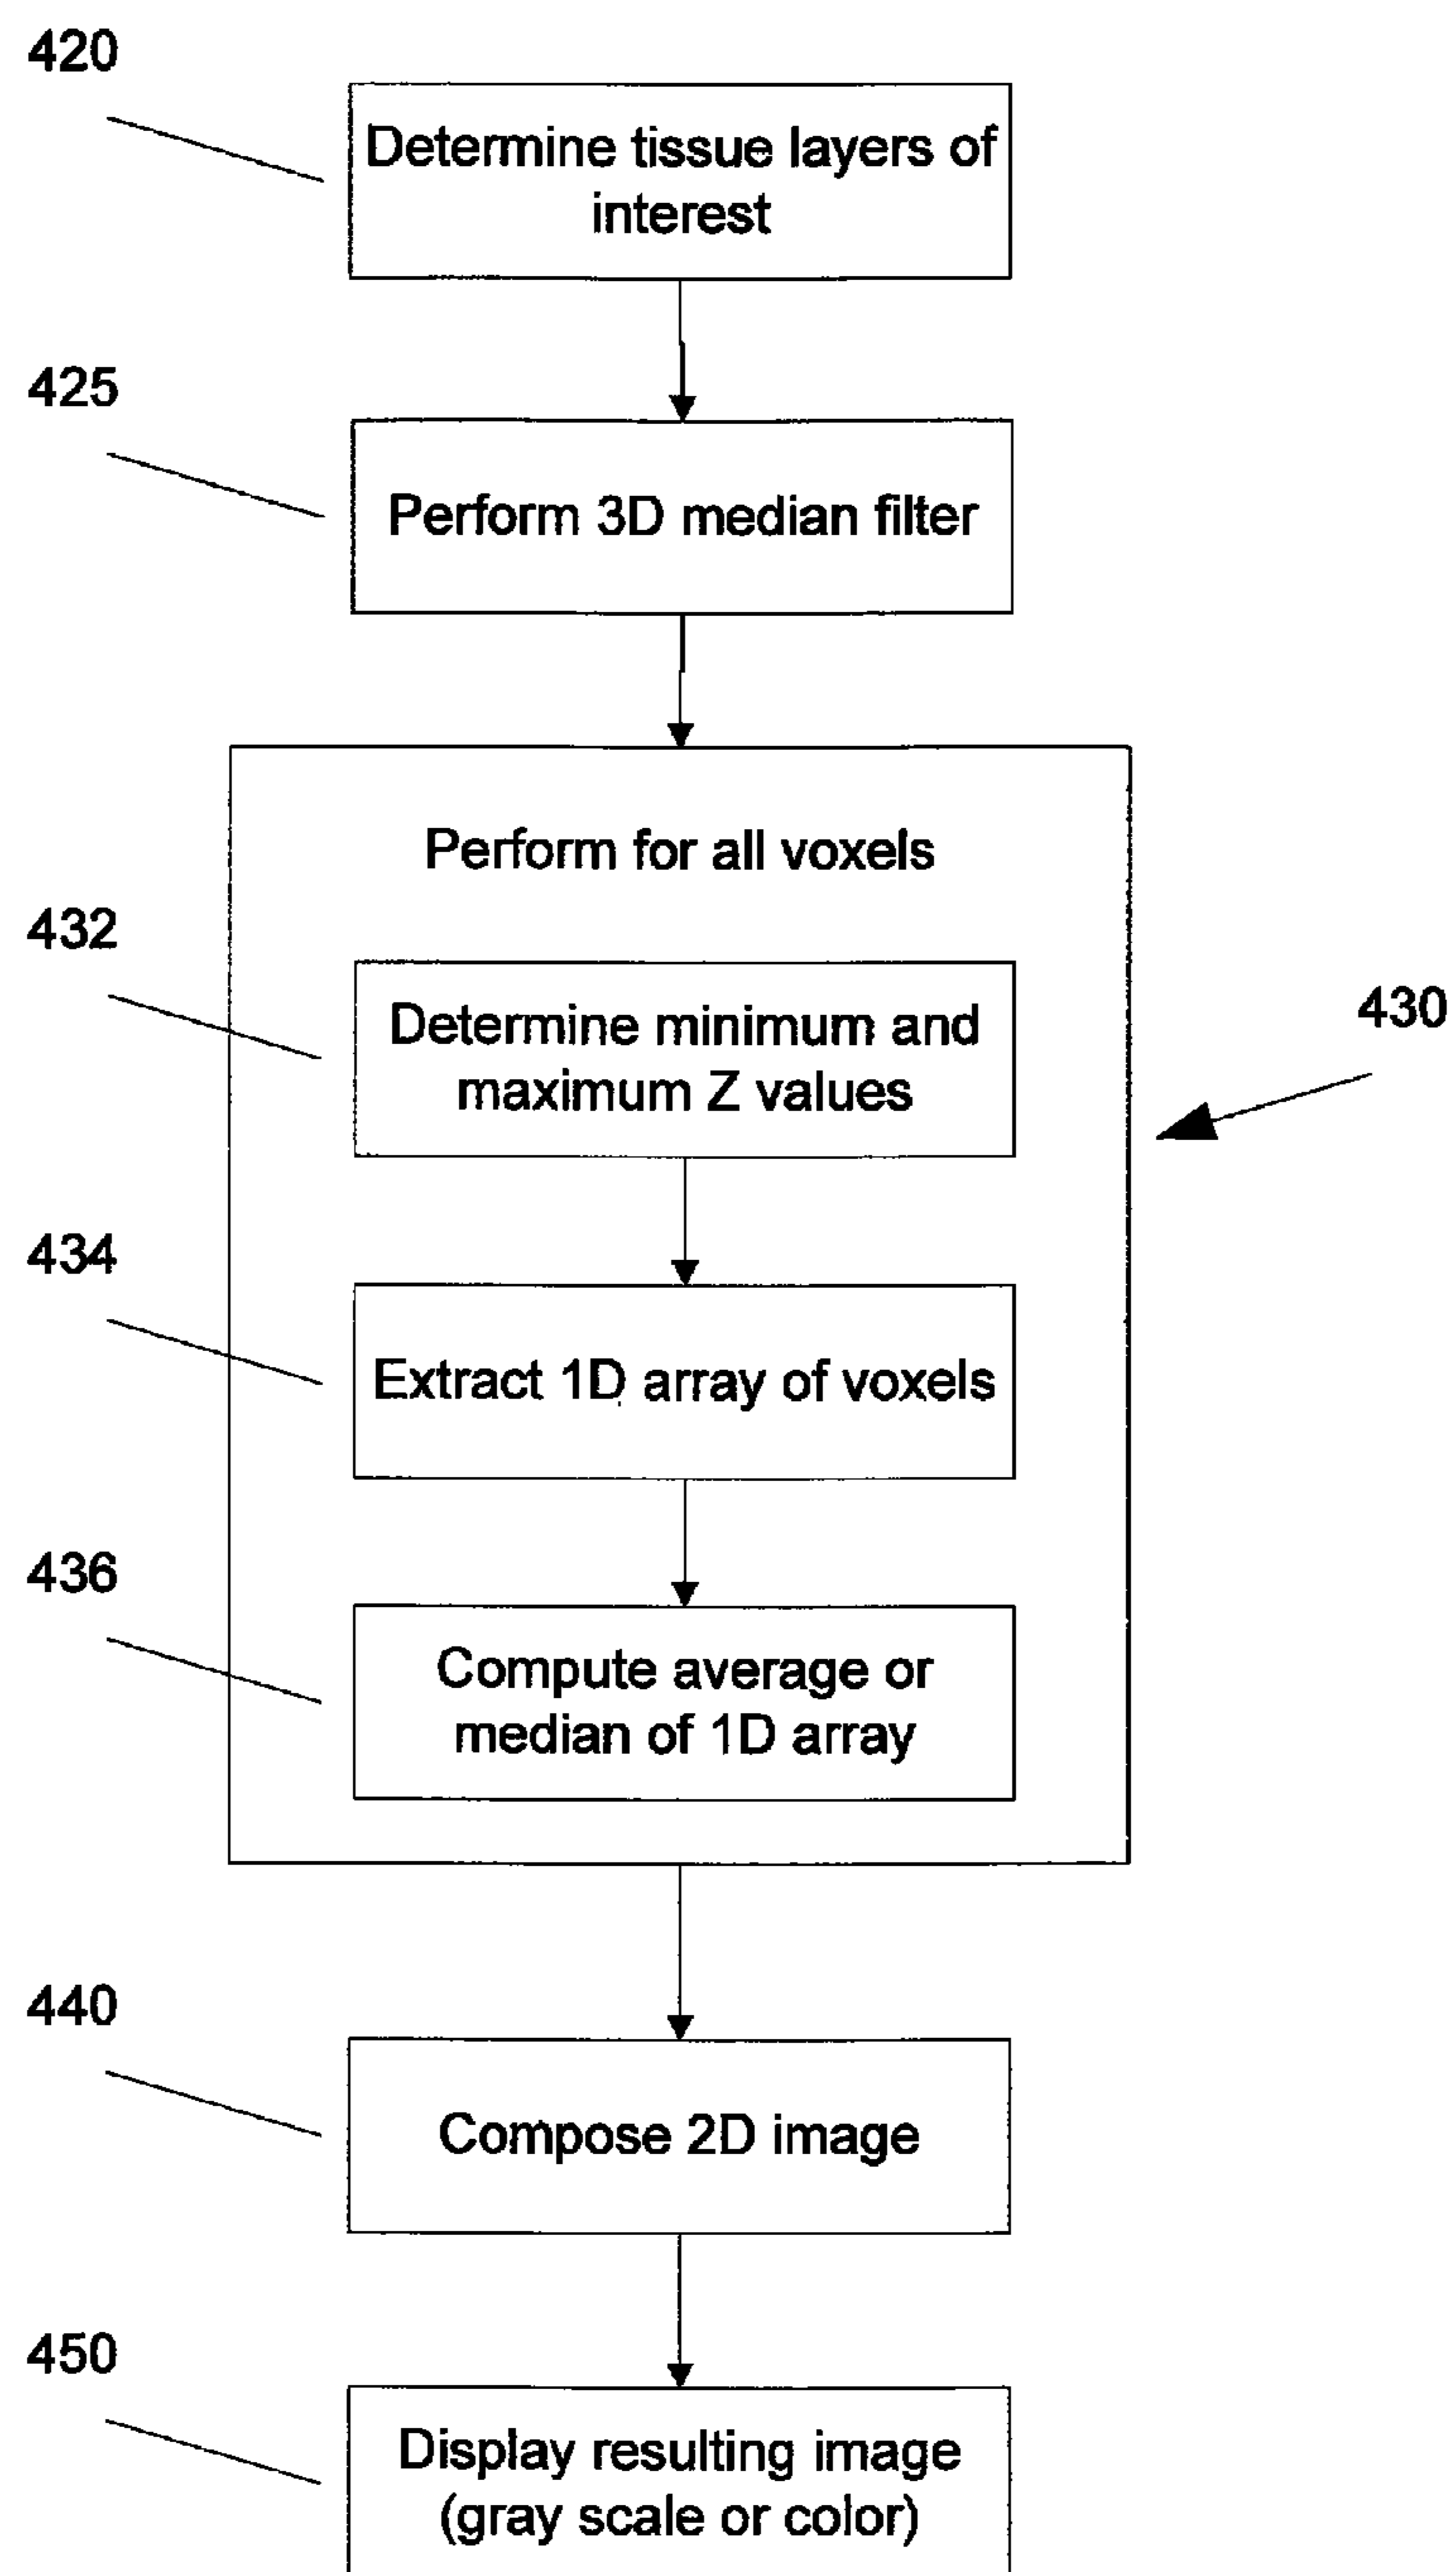 420
Determine tissue layers of
interest
425
Perform 3D median filter
Perform for all voxels
432
Determine minimum and
maximum Z values
430
434
Extract 1D array of voxels
436
Compute average or
median of 1D array
440
Compose 2D image
450
Display resulting image
(gray scale or color)